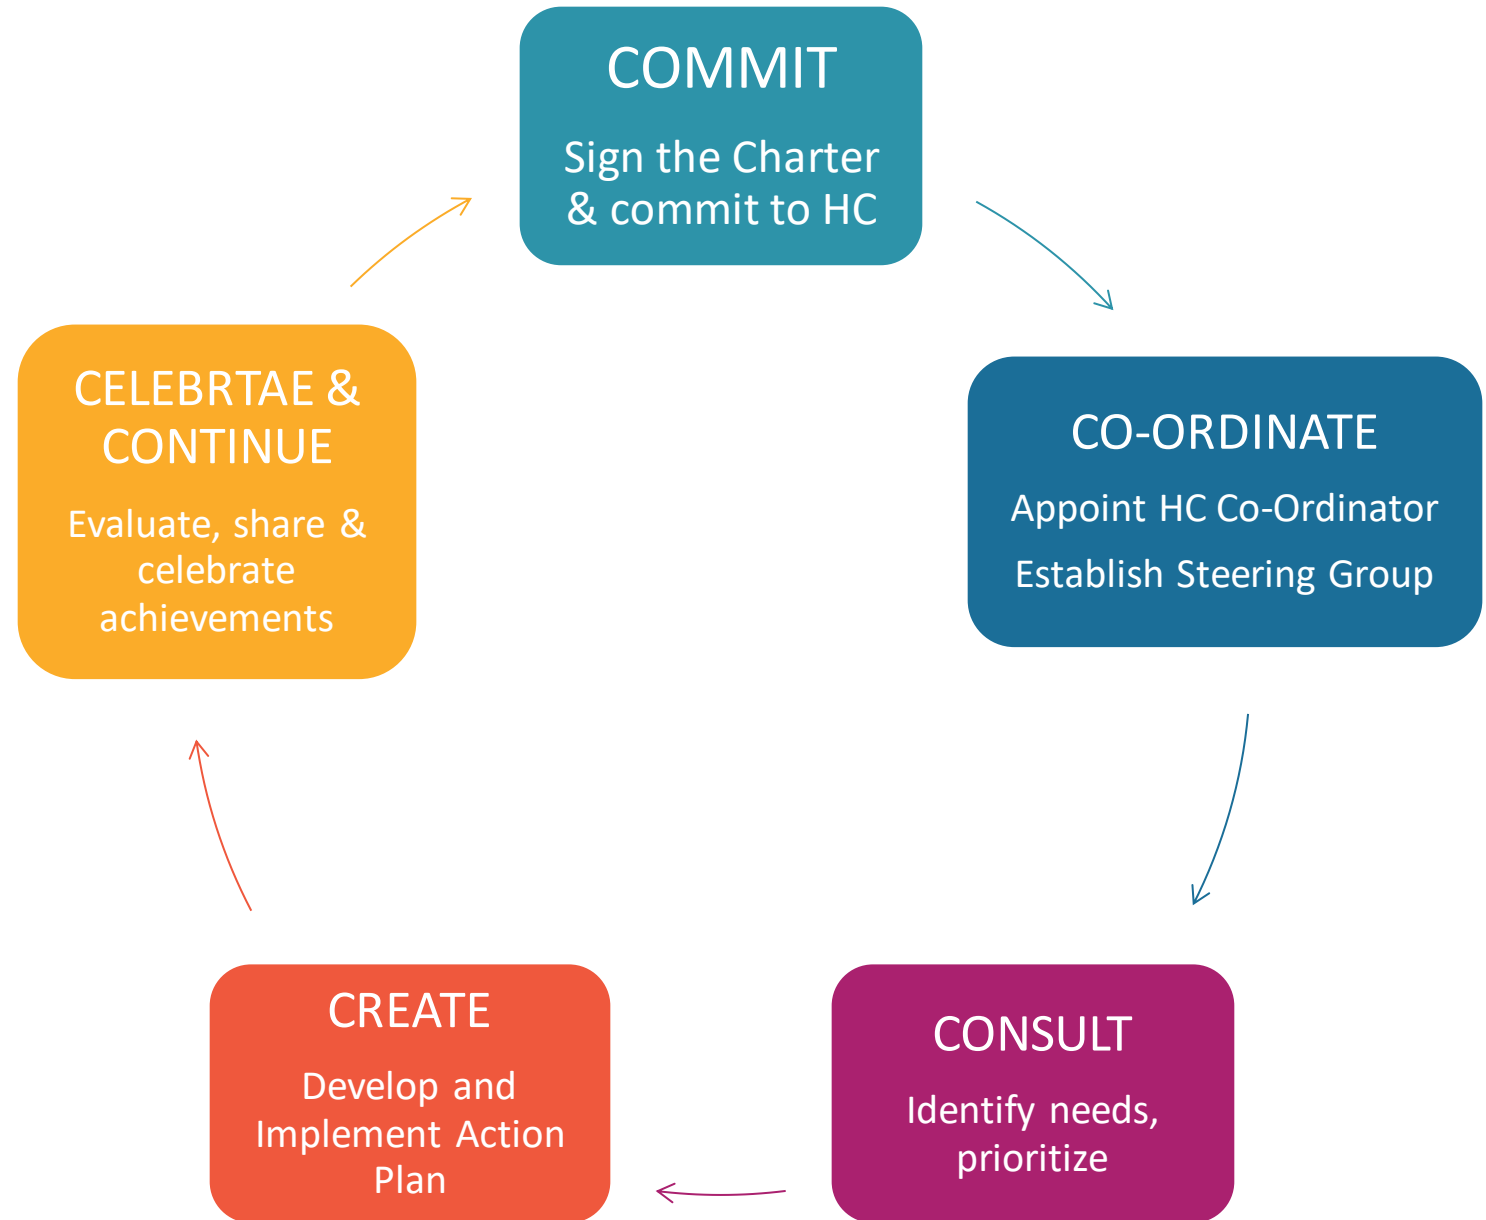 COMMIT
Sign the Charter
& commit to HC
CO-ORDINATE
Appoint HC Co-Ordinator
Establish Steering Group
CONSULT
Identify needs,
prioritize
CREATE
Develop and
Implement Action
Plan
CELEBRTAE &
CONTINUE
Evaluate, share &
celebrate
achievements